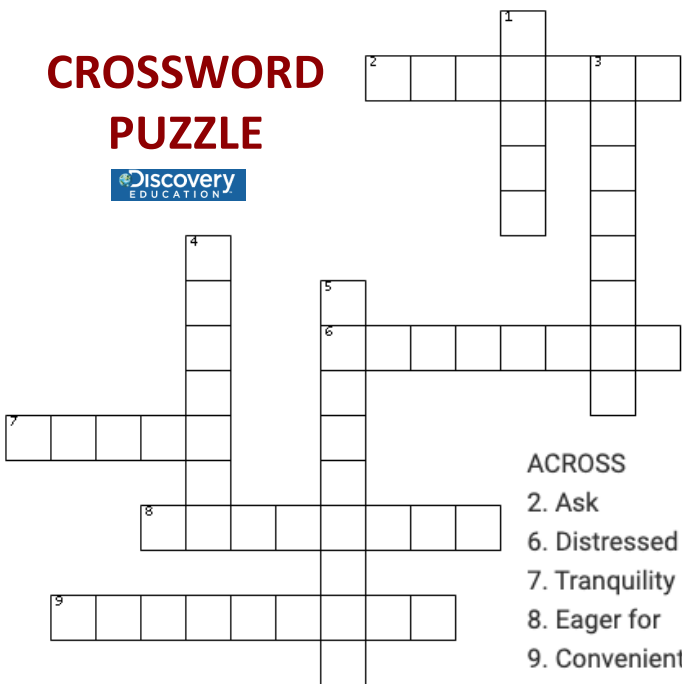 CROSSWORD
PUZZLE
Discovery
EDUCATION
1
2
3
4
5
6
7
8
9
ACROSS
2. Ask
6. Distressed
7. Tranquility
8. Eager for
9. Convenient